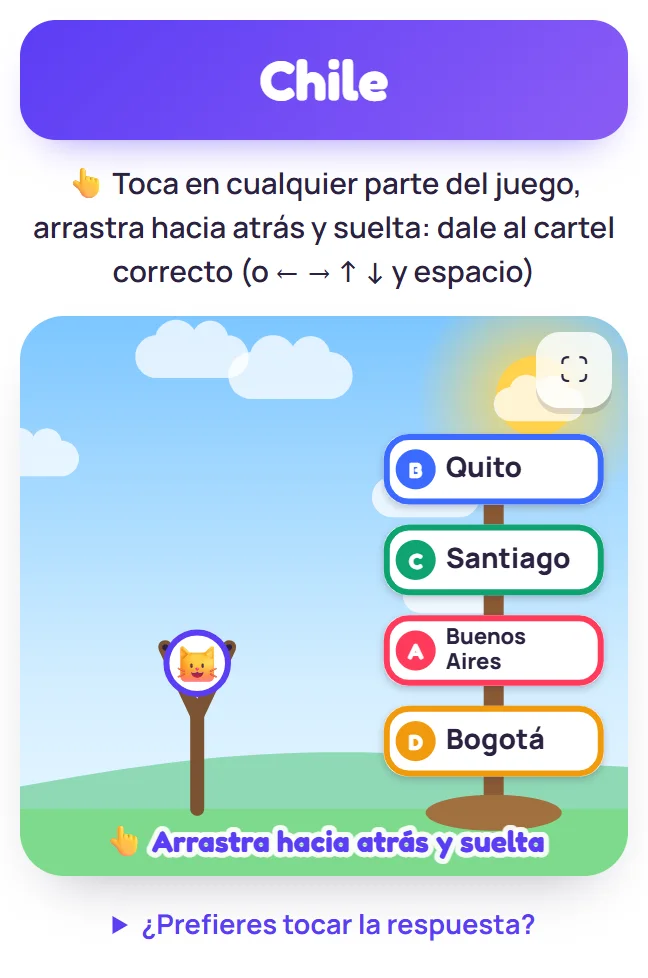 Chile
👆 Toca en cualquier parte del juego,
arrastra hacia atrás y suelta: dale al cartel
correcto (o ← → ↑ ↓ y espacio)
B Quito
C Santiago
A Buenos
Aires
D Bogotá
👆 Arrastra hacia atrás y suelta
▶ ¿Prefieres tocar la respuesta?